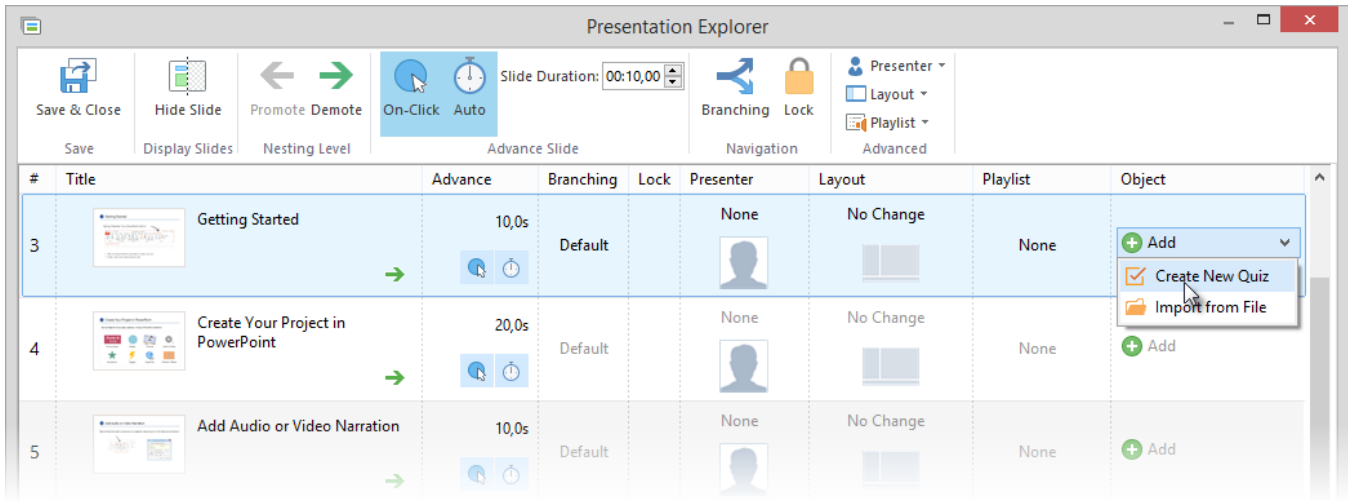 Presentation Explorer
Save & Close
Hide Slide
Promote Demote
On-Click Auto
Slide Duration: 00:10,00
Branching Lock
Presenter
Layout
Playlist
Save
Display Slides
Nesting Level
Advance Slide
Navigation
Advanced
# Title Advance Branching Lock Presenter Layout Playlist Object
3
Getting Started
10,0s
Default
None
No Change
None
Add
Create New Quiz
Import from File
4
Create Your Project in
PowerPoint
20,0s
Default
None
No Change
None
Add
5
Add Audio or Video Narration
10,0s
Default
None
No Change
None
Add